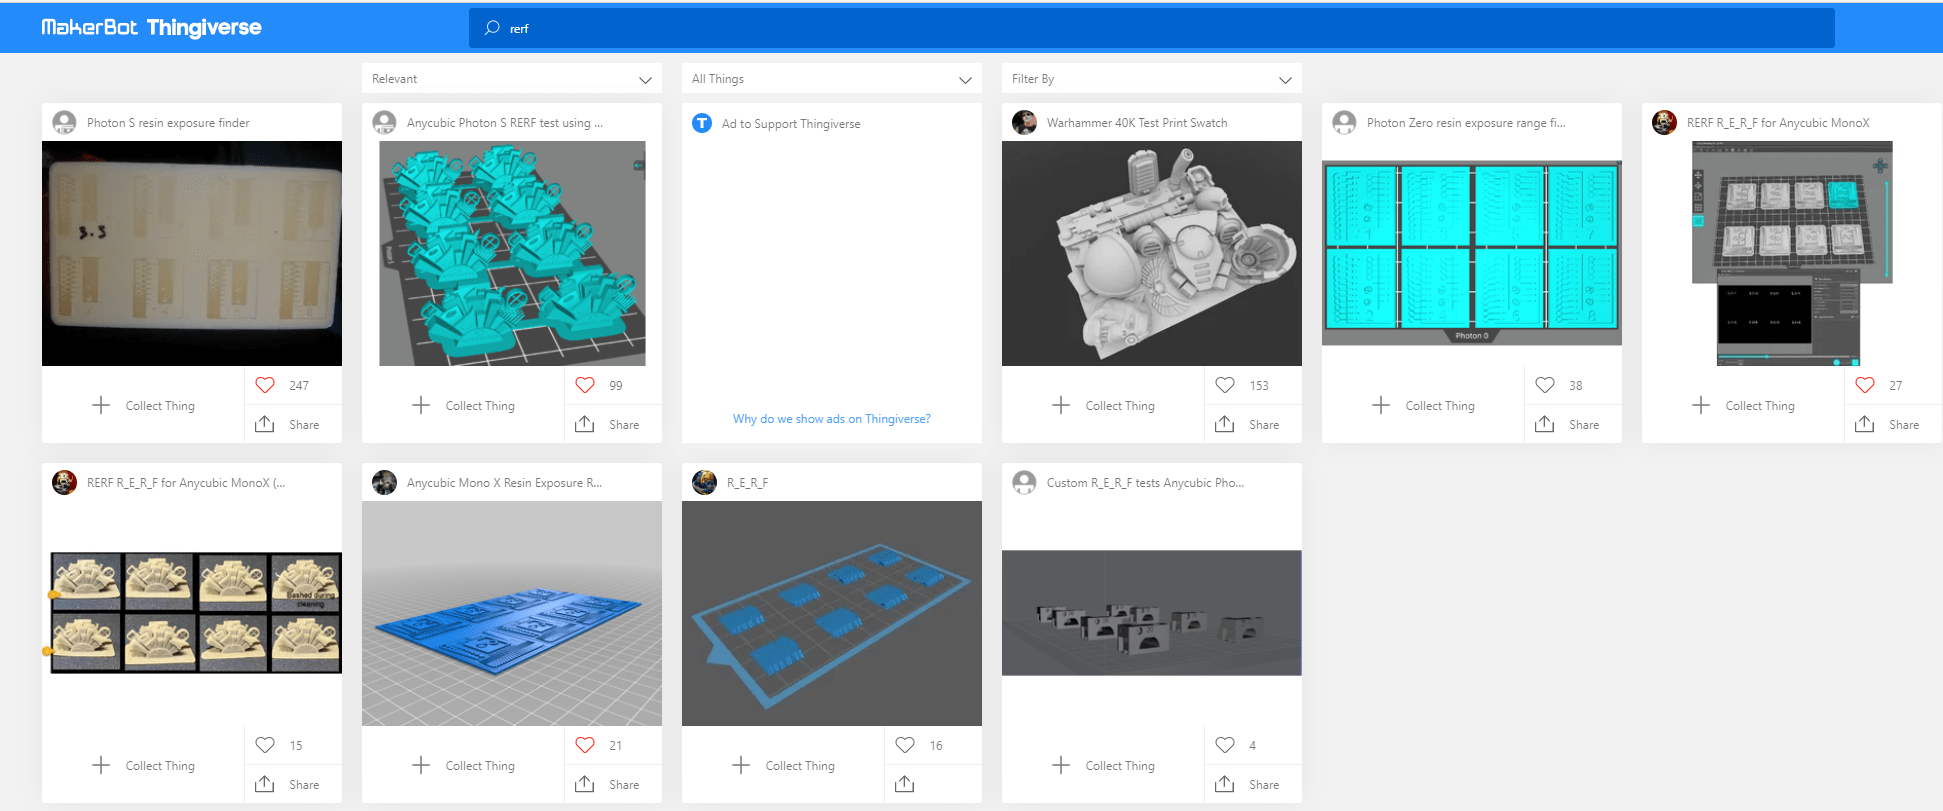 MakerBot Thingiverse
rerf
Relevant
All Things
Filter By
Photon S resin exposure finder
3.3
247
Collect Thing
Share
Anycubic Photon S RERF test using ...
99
Collect Thing
Share
Ad to Support Thingiverse
Why do we show ads on Thingiverse?
Warhammer 40K Test Print Swatch
153
Collect Thing
Share
Photon Zero resin exposure range fi...
Photon 0
38
Collect Thing
Share
RERF R_E_R_F for Anycubic MonoX
27
Collect Thing
Share
RERF R_E_R_F for Anycubic MonoX (...
Bashed during
cleaning
15
Collect Thing
Share
Anycubic Mono X Resin Exposure R...
21
Collect Thing
Share
R_E_R_F
16
Collect Thing
Custom R_E_R_F tests Anycubic Pho...
4
Collect Thing
Share